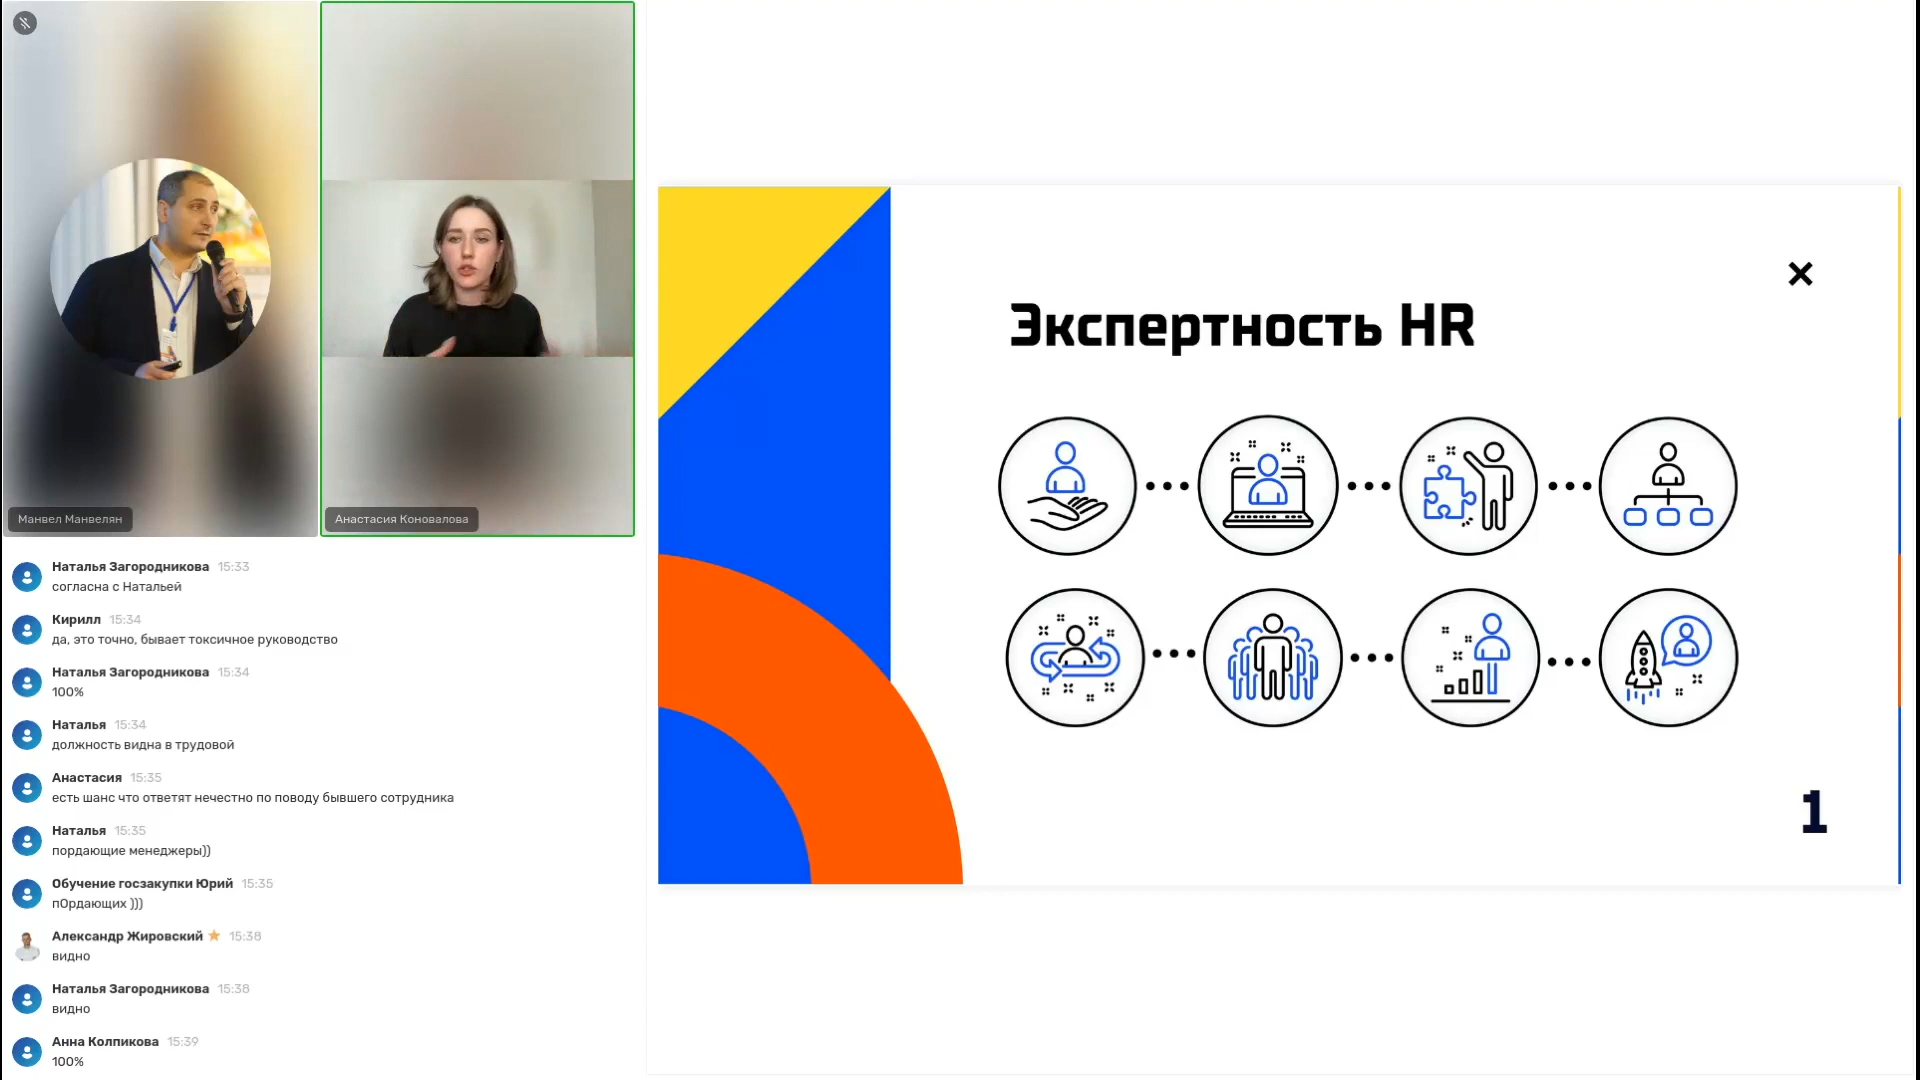 Манвел Манвелян
Анастасия Коновалова
Наталья Загородникова 15:33
согласна с Натальей
Кирилл 15:34
да, это точно, бывает токсичное руководство
Наталья Загородникова 15:34
100%
Наталья 15:34
должность видна в трудовой
Анастасия 15:35
есть шанс что ответят нечестно по поводу бывшего сотрудника
Наталья 15:35
пордающие менеджеры))
Обучение госзакупки Юрий 15:35
пОрдающих )))
Александр Жировский 15:38
видно
Наталья Загородникова 15:38
видно
Анна Колпикова 15:39
100%
Экспертность HR
1